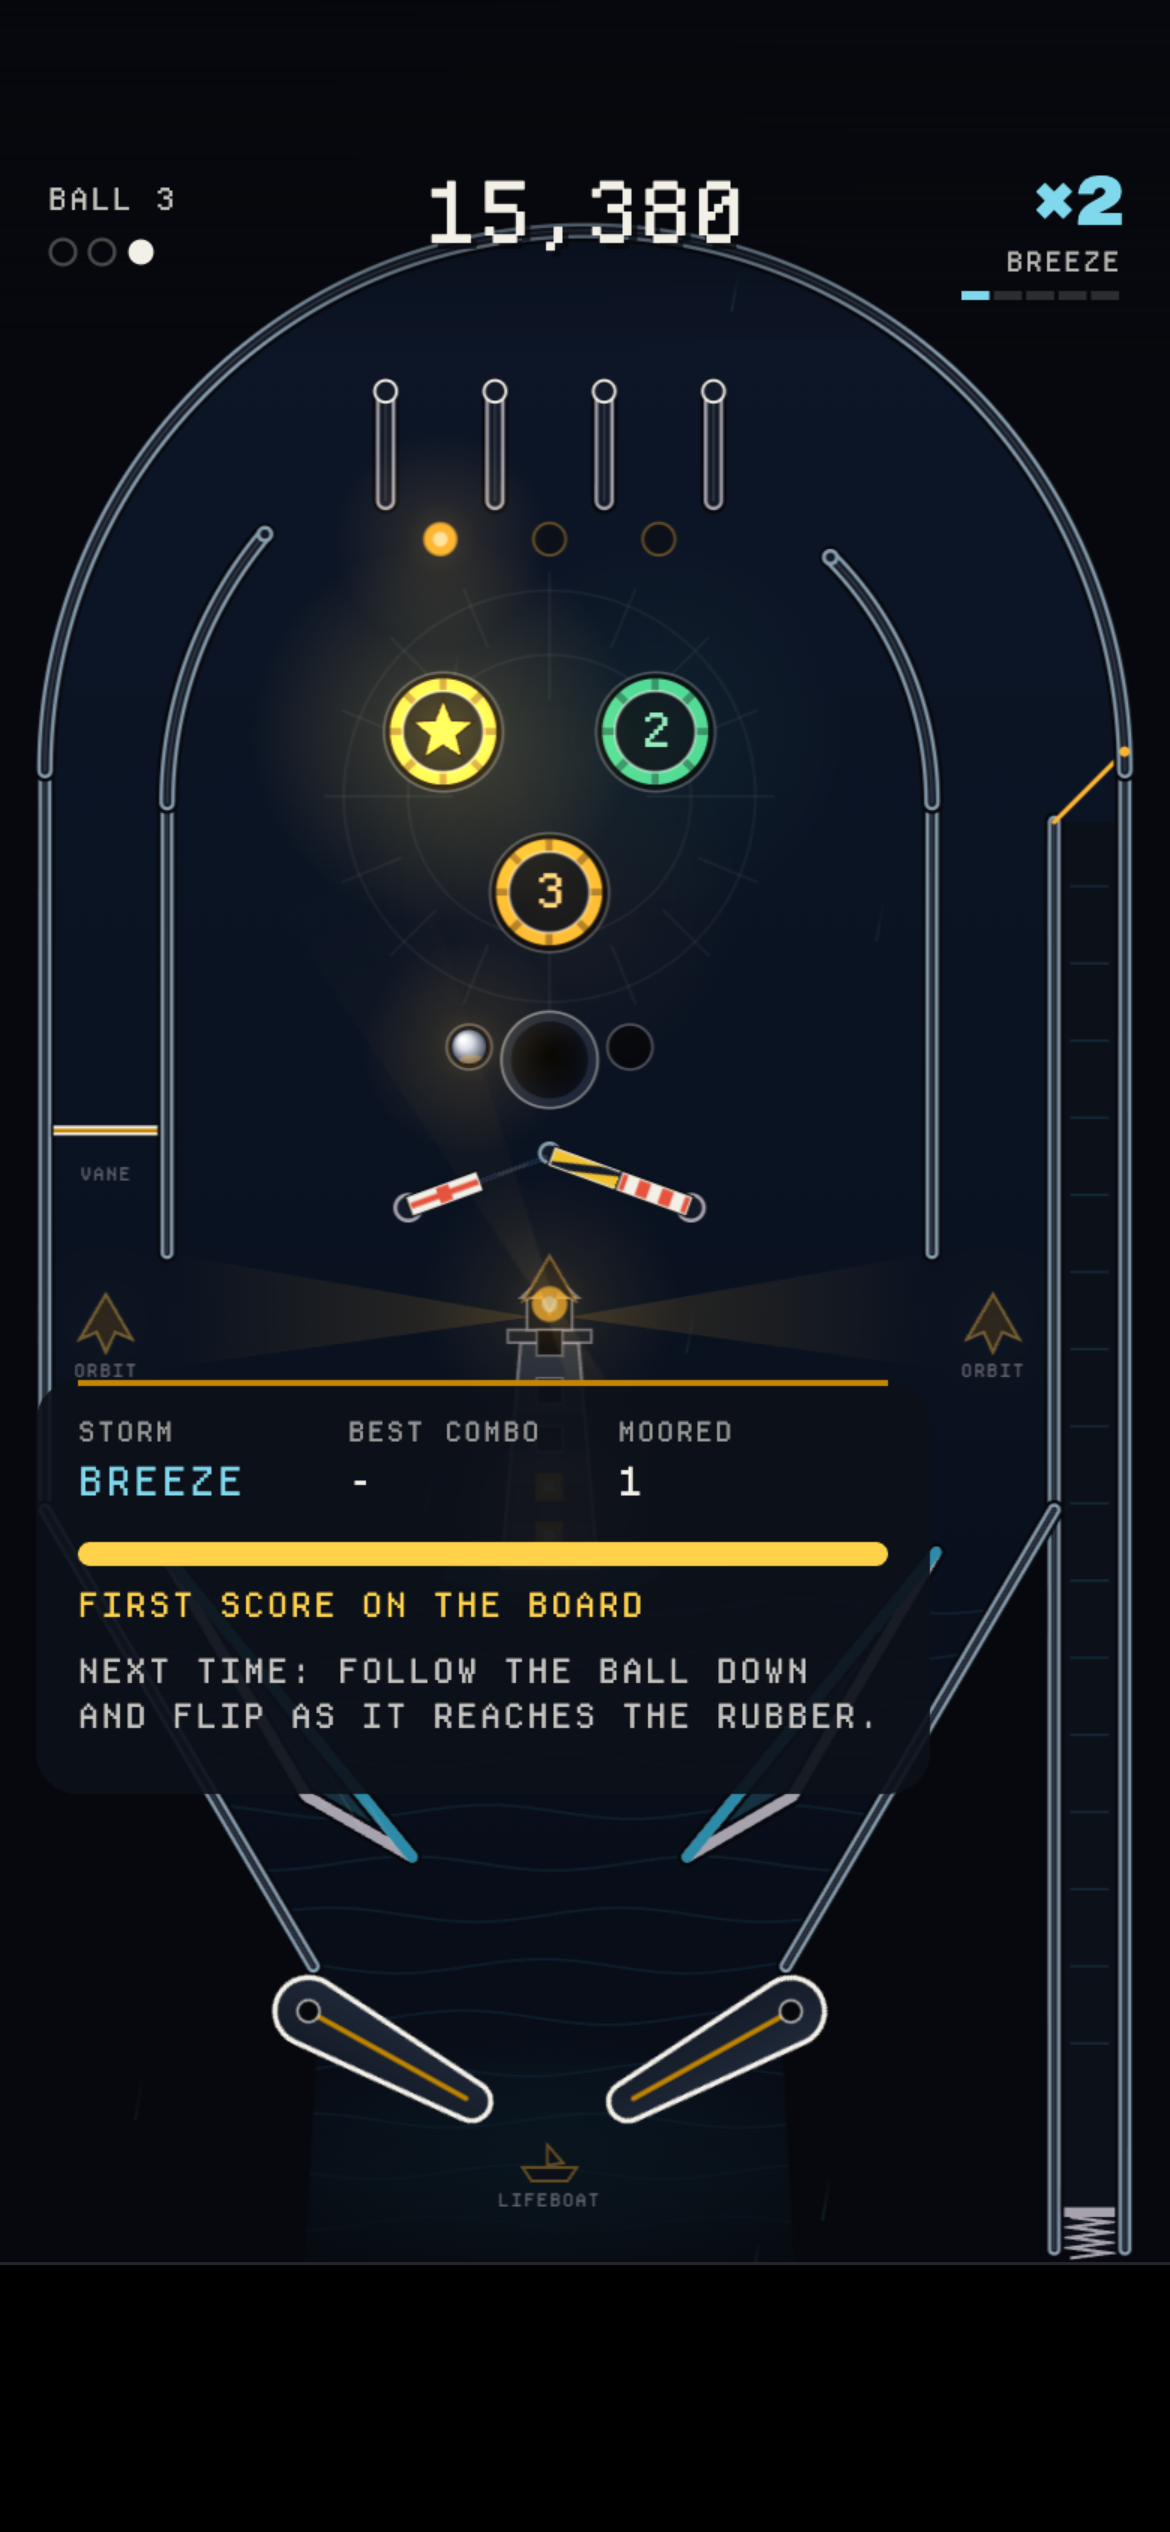 BALL 3
15,380
×2
BREEZE
2
3
VANE
ORBIT
ORBIT
STORM BEST COMBO MOORED
BREEZE - 1
FIRST SCORE ON THE BOARD
NEXT TIME: FOLLOW THE BALL DOWN
AND FLIP AS IT REACHES THE RUBBER.
LIFEBOAT